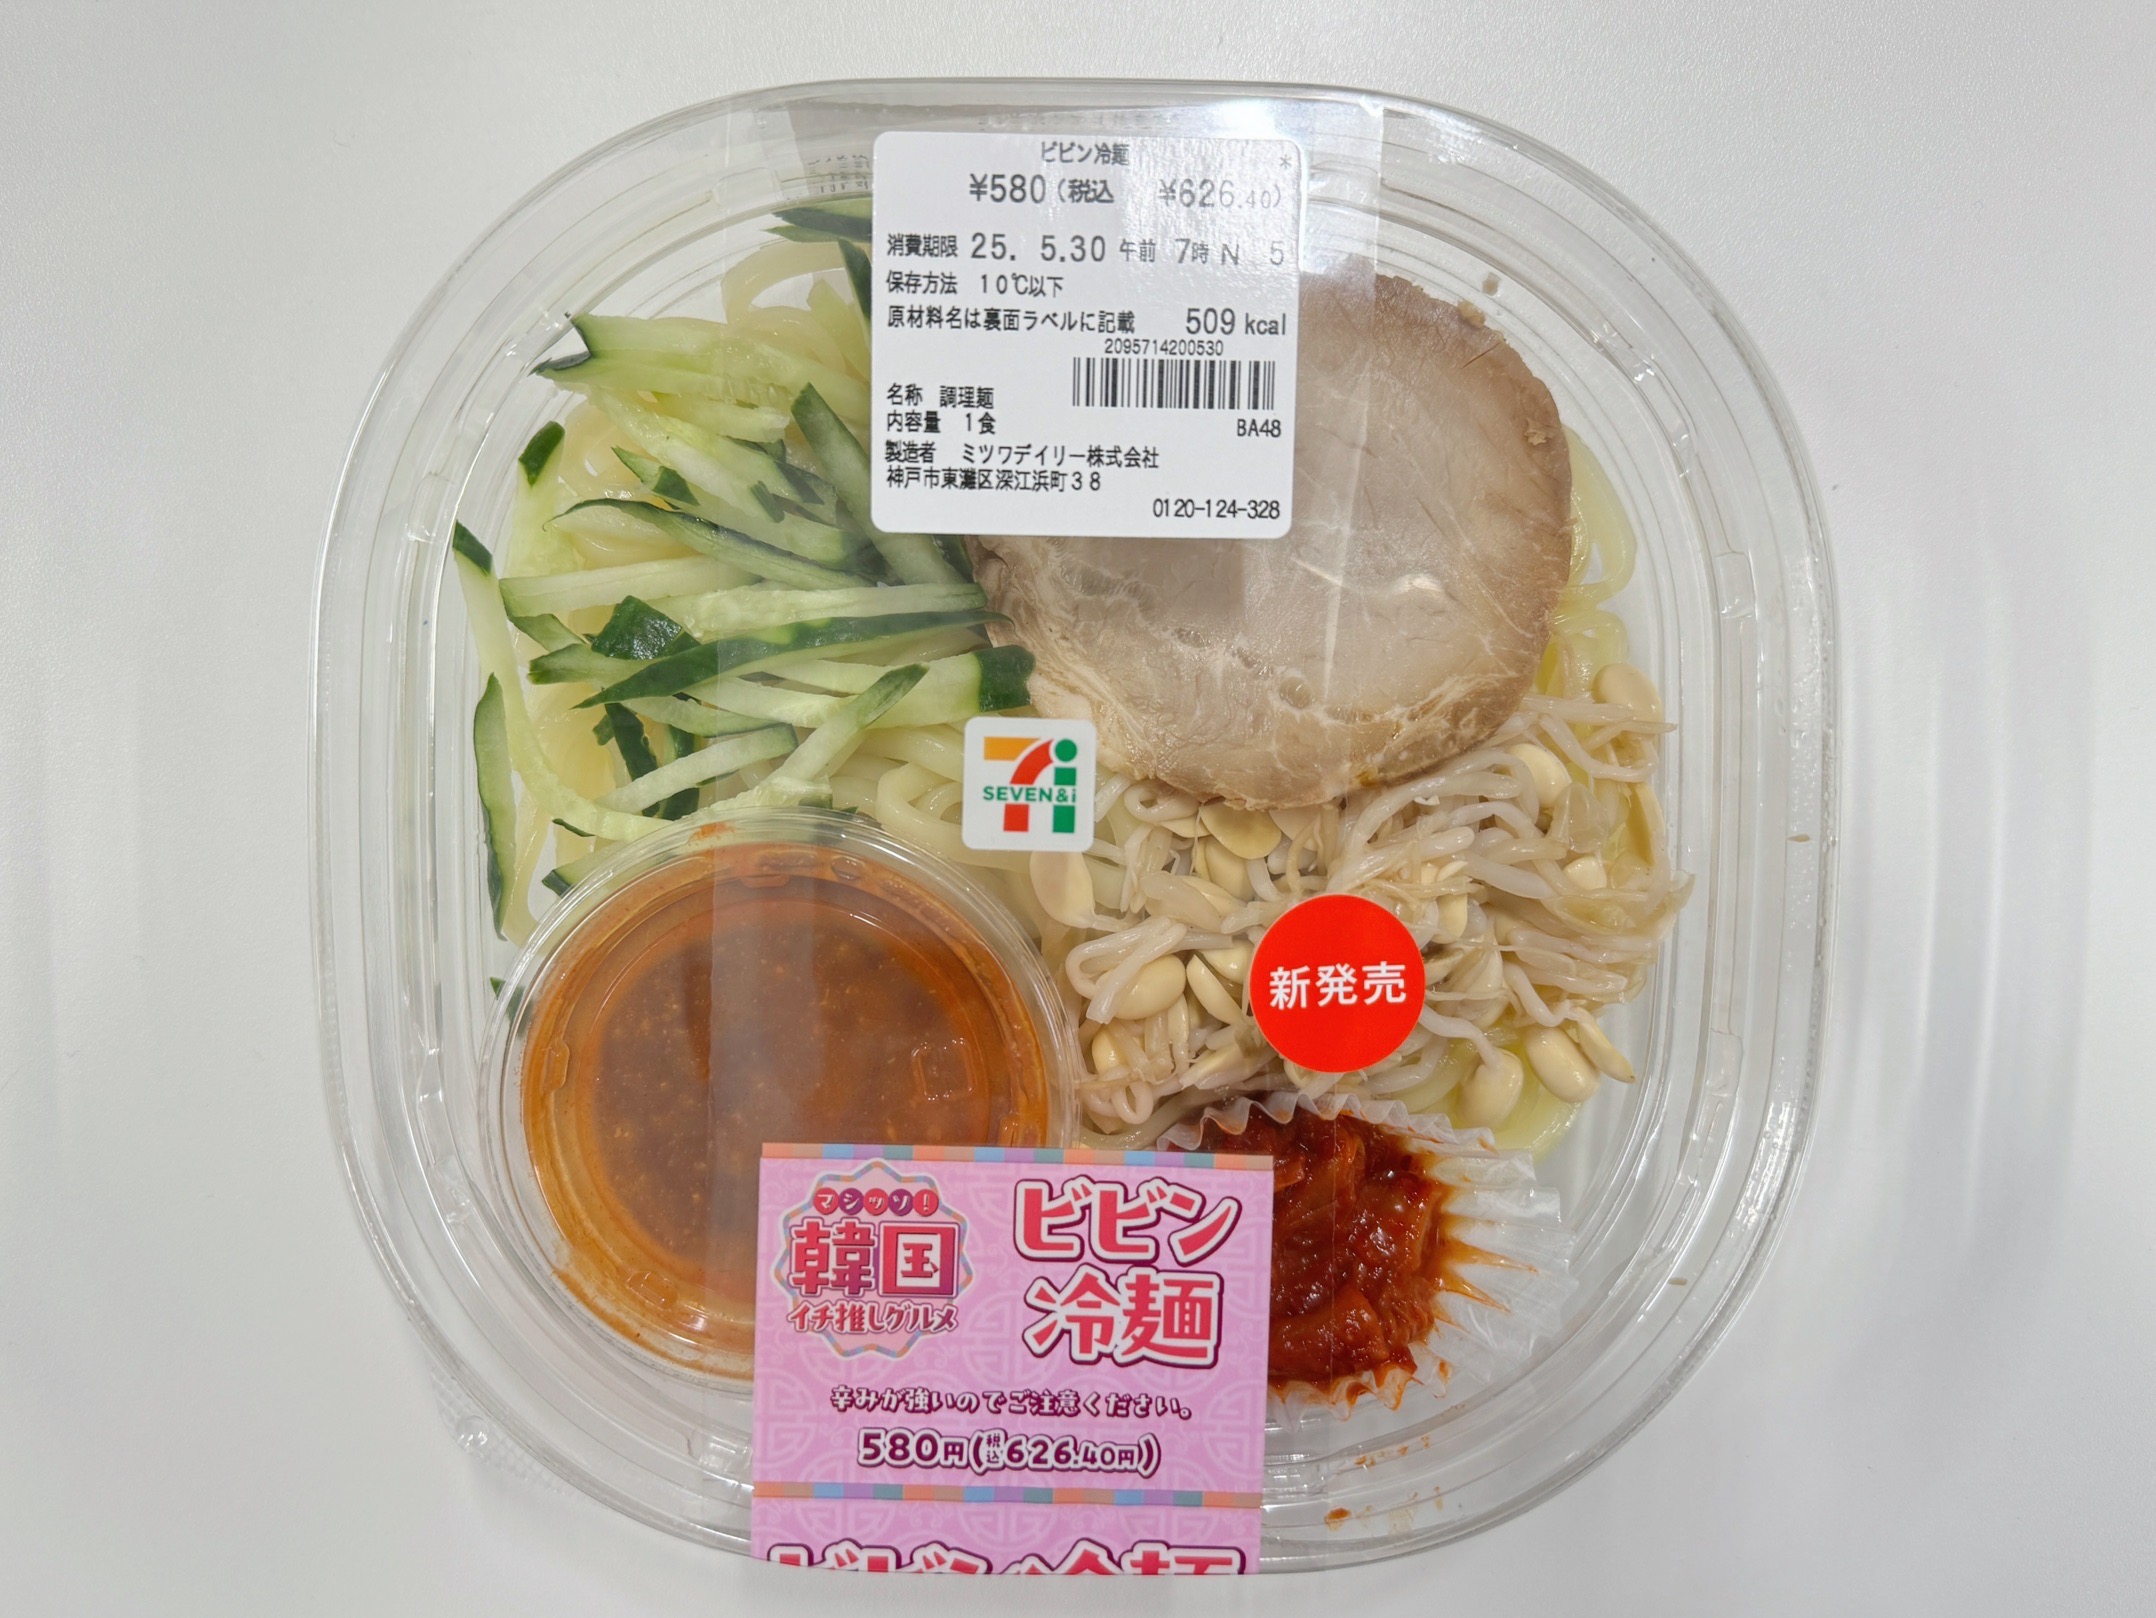 ビビン冷麺 *
¥580(税込 ¥626.40)
消費期限 25. 5.30 午前 7時 N 5
保存方法 10℃以下
原材料名は裏面ラベルに記載 509 kcal
2095714200530
名称 調理麺
内容量 1食 BA48
製造者 ミツワデイリー株式会社
神戸市東灘区深江浜町38
0120-124-328
SEVEN&i
新発売
マシッソ!
韓国
イチ推しグルメ
ビビン
冷麺
辛みが強いのでご注意ください。
580円(税込626.40円)
ビビン冷麺